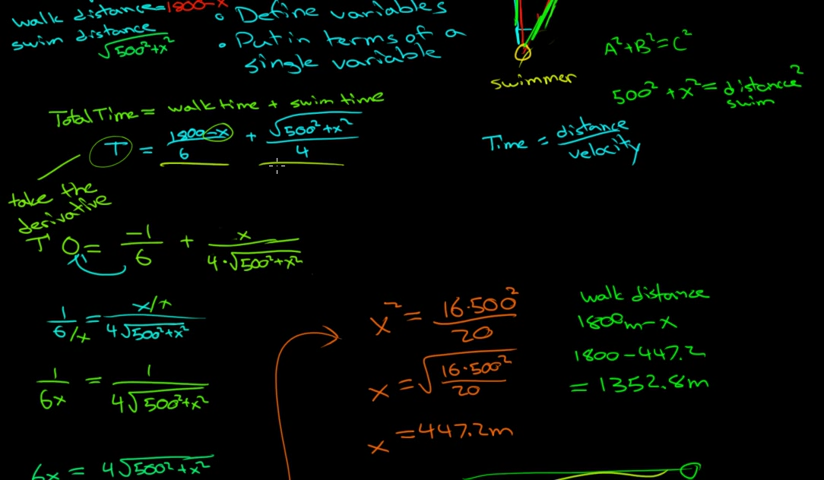 walk distance = 1800-x
swim distance
√500²+x²
• Define variables
• Put in terms of a
single variable
swimmer
A²+B²=C²
500²+x²=distance²
swim
Total Time = walk time + swim time
T = 1800-x/6 + √500²+x²/4
Time = distance/velocity
take the
derivative
T 0 = -1/6 + x/4·√500²+x²
1/6/x = x/x/4√500²+x²
1/6x = 1/4√500²+x²
6x = 4√500²+x²
x² = 16·500²/20
x = √16·500²/20
x = 447.2m
walk distance
1800m-x
1800-447.2
= 1352.8m